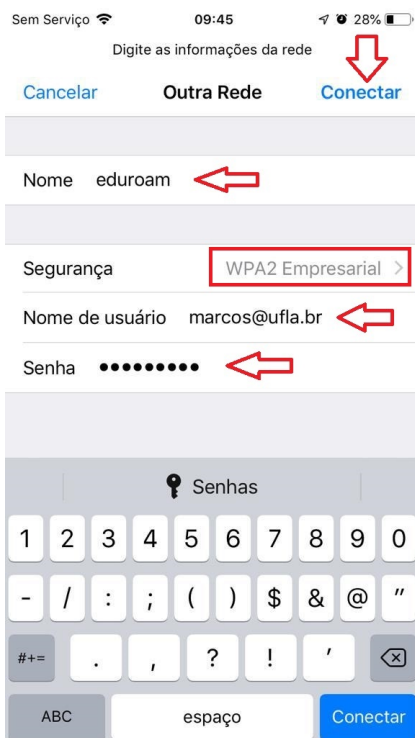 Sem Serviço 09:45 28%
Digite as informações da rede
Cancelar Outra Rede Conectar
Nome eduroam
Segurança WPA2 Empresarial >
Nome de usuário marcos@ufla.br
Senha •••••••••
Senhas
1 2 3 4 5 6 7 8 9 0
- / : ; ( ) $ & @ "
#+= . , ? ! '
ABC espaço Conectar